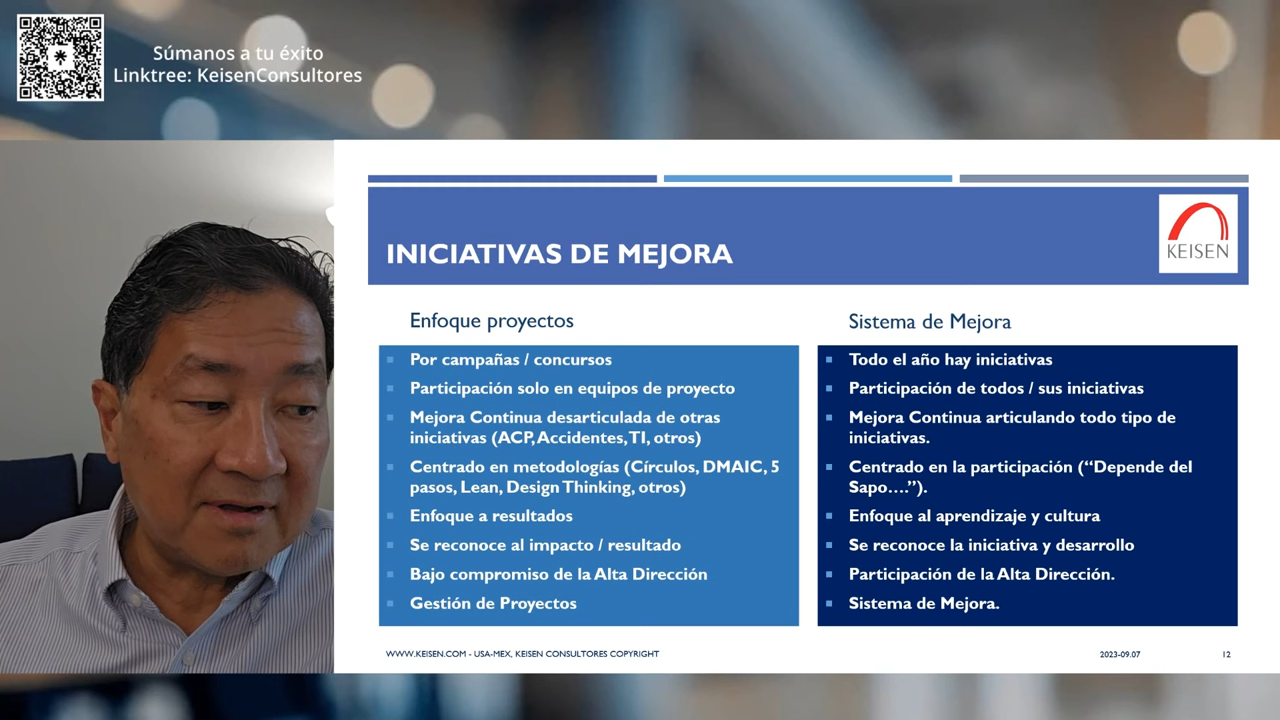 Súmanos a tu éxito
Linktree: KeisenConsultores
INICIATIVAS DE MEJORA
KEISEN
Enfoque proyectos
Por campañas / concursos
Participación solo en equipos de proyecto
Mejora Continua desarticulada de otras
iniciativas (ACP, Accidentes, TI, otros)
Centrado en metodologías (Círculos, DMAIC, 5
pasos, Lean, Design Thinking, otros)
Enfoque a resultados
Se reconoce al impacto / resultado
Bajo compromiso de la Alta Dirección
Gestión de Proyectos
Sistema de Mejora
Todo el año hay iniciativas
Participación de todos / sus iniciativas
Mejora Continua articulando todo tipo de
iniciativas.
Centrado en la participación (“Depende del
Sapo….”).
Enfoque al aprendizaje y cultura
Se reconoce la iniciativa y desarrollo
Participación de la Alta Dirección.
Sistema de Mejora.
WWW.KEISEN.COM - USA-MEX, KEISEN CONSULTORES COPYRIGHT
2023-09.07
12